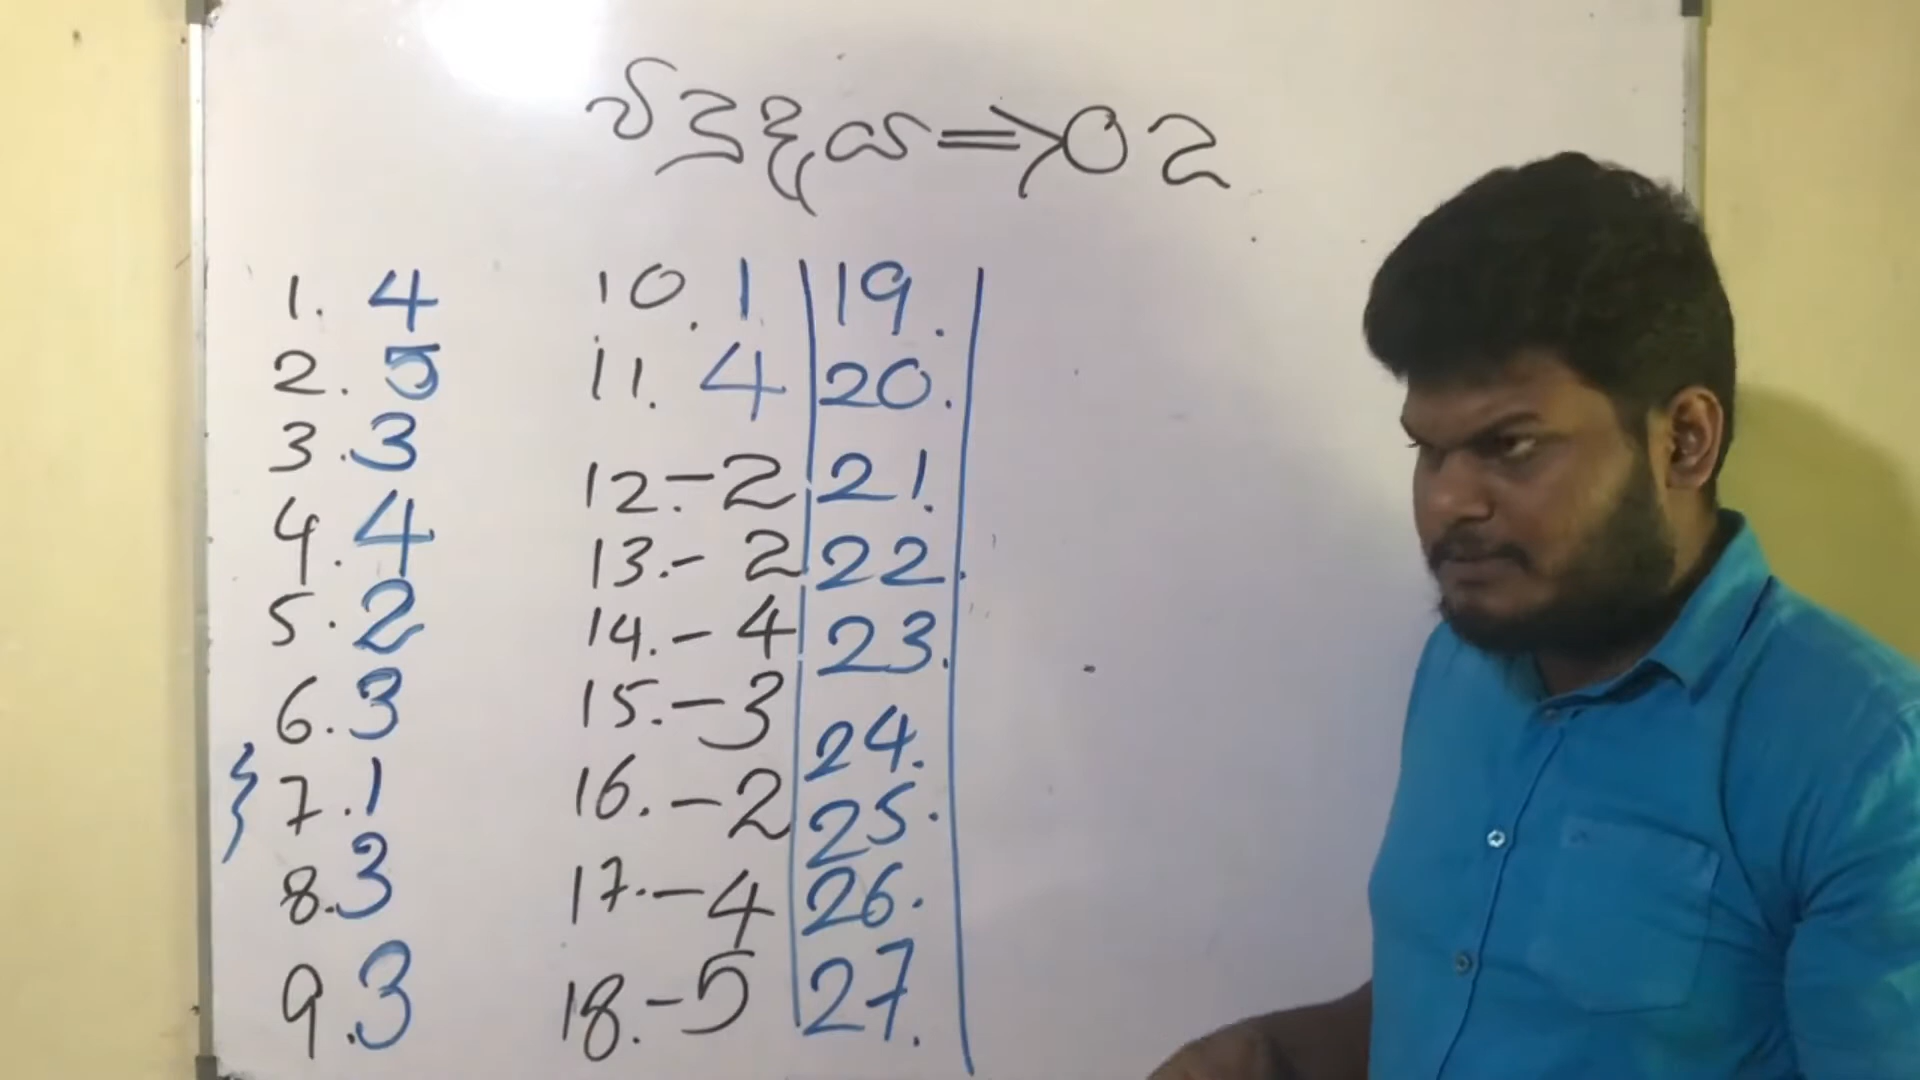 විද්‍යුදය ⇒ 02
1. 4
2. 5
3. 3
4. 4
5. 2
6. 3
7. 1
8. 3
9. 3
10. 1
11. 4
12. - 2
13. - 2
14. - 4
15. - 3
16. - 2
17. - 4
18. - 5
19.
20.
21.
22.
23.
24.
25.
26.
27.